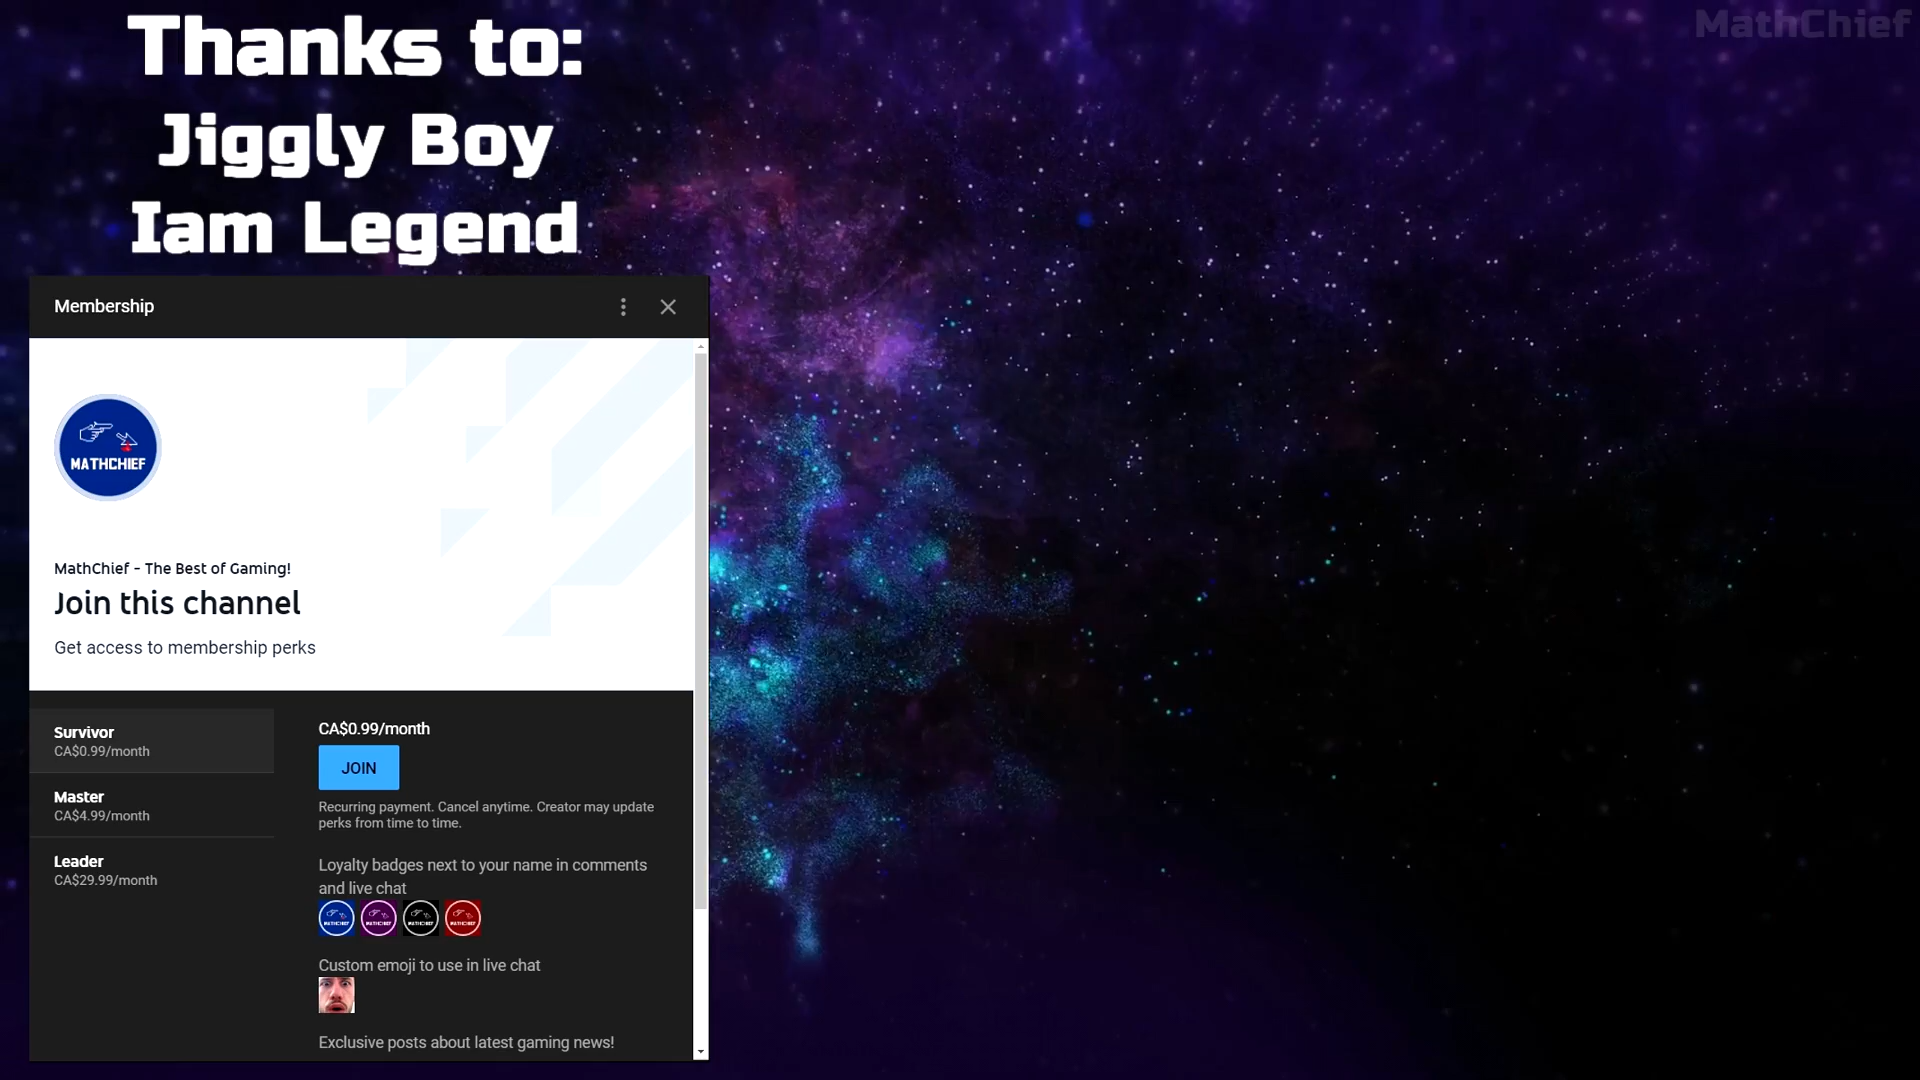 MathChief
Thanks to:
Jiggly Boy
Iam Legend
Membership
MATHCHIEF
MathChief - The Best of Gaming!
Join this channel
Get access to membership perks
Survivor
CA$0.99/month
Master
CA$4.99/month
Leader
CA$29.99/month
CA$0.99/month
JOIN
Recurring payment. Cancel anytime. Creator may update
perks from time to time.
Loyalty badges next to your name in comments
and live chat
MATHCHIEF MATHCHIEF MATHCHIEF MATHCHIEF
Custom emoji to use in live chat
Exclusive posts about latest gaming news!